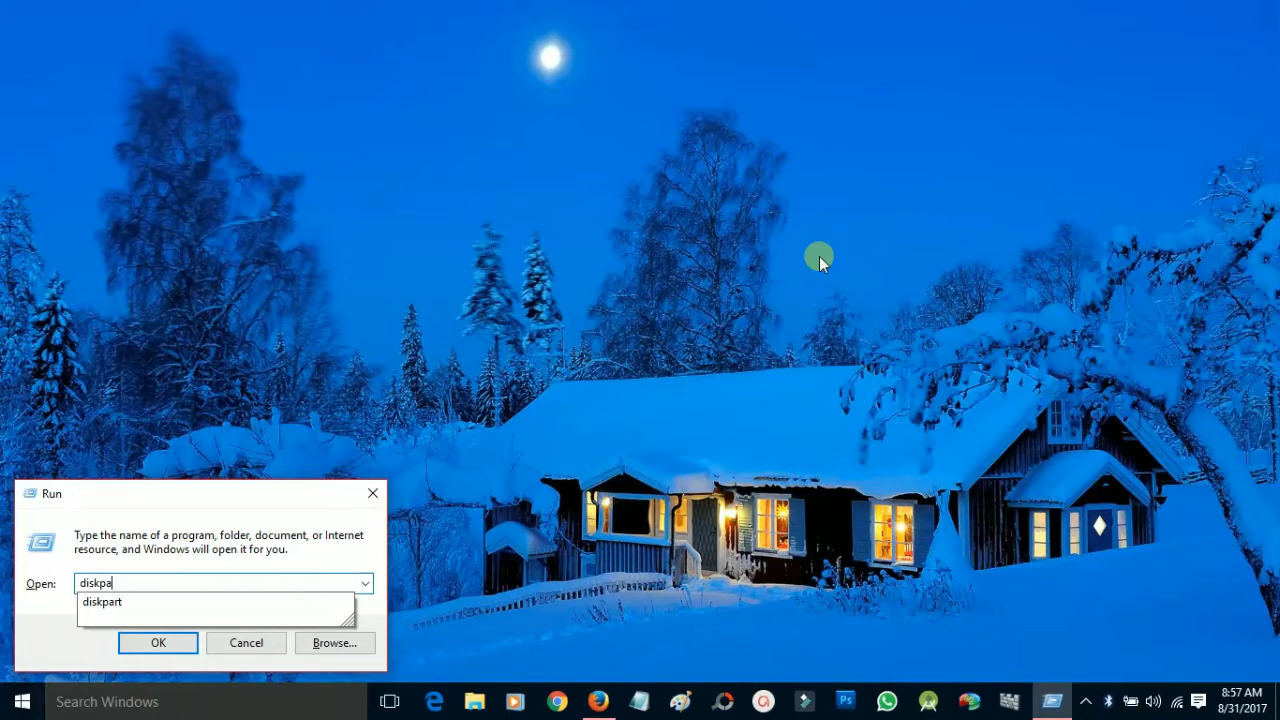 Run
Type the name of a program, folder, document, or Internet
resource, and Windows will open it for you.
Open:
diskpa
diskpart
OK
Cancel
Browse...
Search Windows
Ps
8:57 AM
8/31/2017